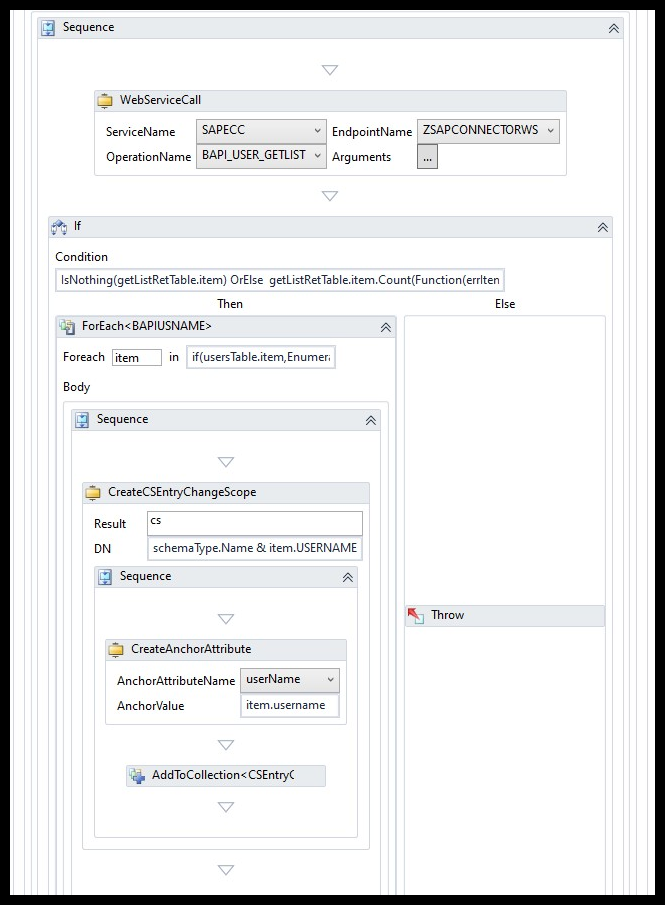 Sequence
WebServiceCall
ServiceName SAPECC EndpointName ZSAPCONNECTORWS
OperationName BAPI_USER_GETLIST Arguments ...
If
Condition
IsNothing(getListRetTable.item) OrElse getListRetTable.item.Count(Function(errIten
Then Else
ForEach<BAPIUSNAME>
Foreach item in if(usersTable.item,Enumera
Body
Sequence
CreateCSEntryChangeScope
Result cs
DN schemaType.Name & item.USERNAME
Sequence
Throw
CreateAnchorAttribute
AnchorAttributeName userName
AnchorValue item.username
AddToCollection<CSEntryC